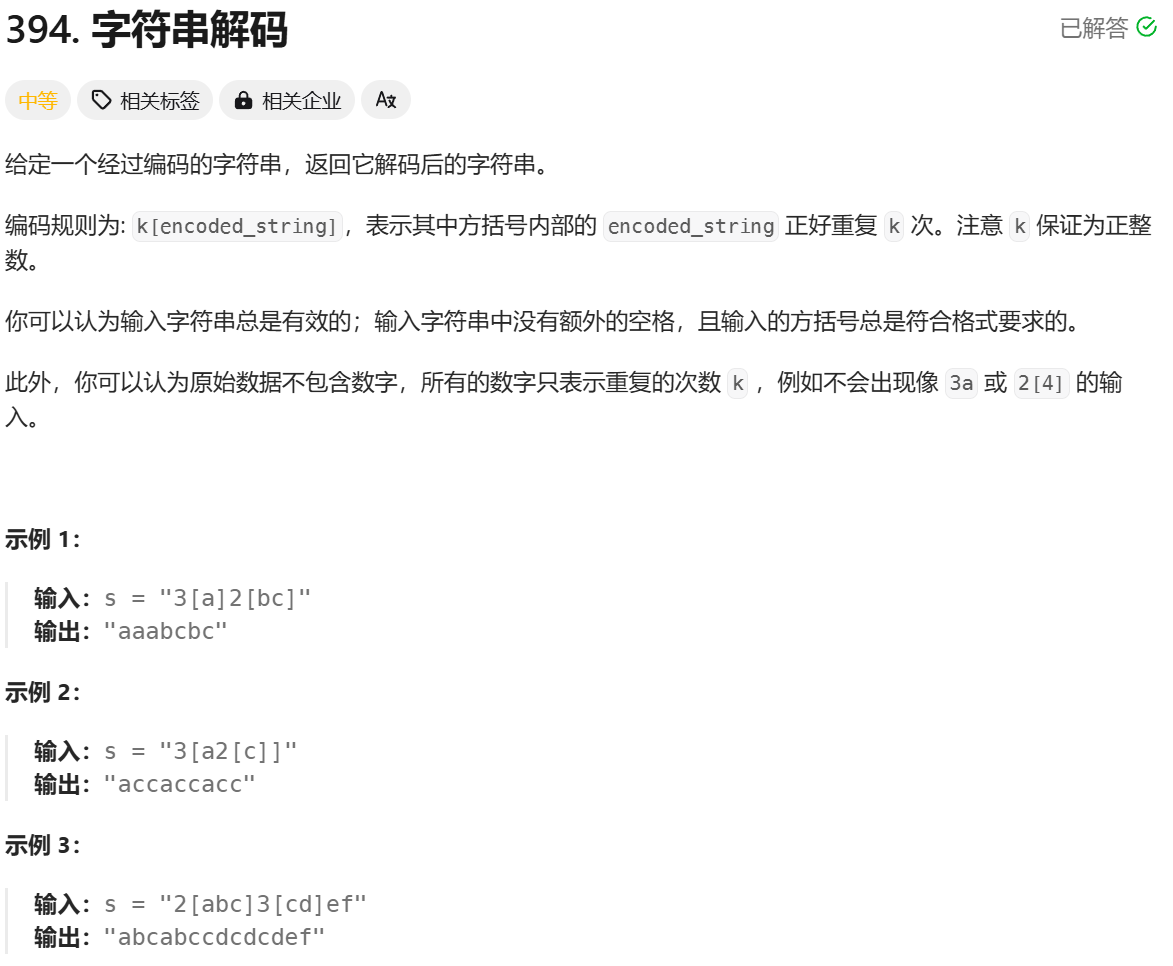 394. 字符串解码
已解答
中等
相关标签
相关企业
给定一个经过编码的字符串，返回它解码后的字符串。
编码规则为: k[encoded_string]，表示其中方括号内部的 encoded_string 正好重复 k 次。注意 k 保证为正整
数。
你可以认为输入字符串总是有效的；输入字符串中没有额外的空格，且输入的方括号总是符合格式要求的。
此外，你可以认为原始数据不包含数字，所有的数字只表示重复的次数 k ，例如不会出现像 3a 或 2[4] 的输
入。
示例 1：
输入：s = "3[a]2[bc]"
输出："aaabcbc"
示例 2：
输入：s = "3[a2[c]]"
输出："accaccacc"
示例 3：
输入：s = "2[abc]3[cd]ef"
输出："abcabccdcdcdef"